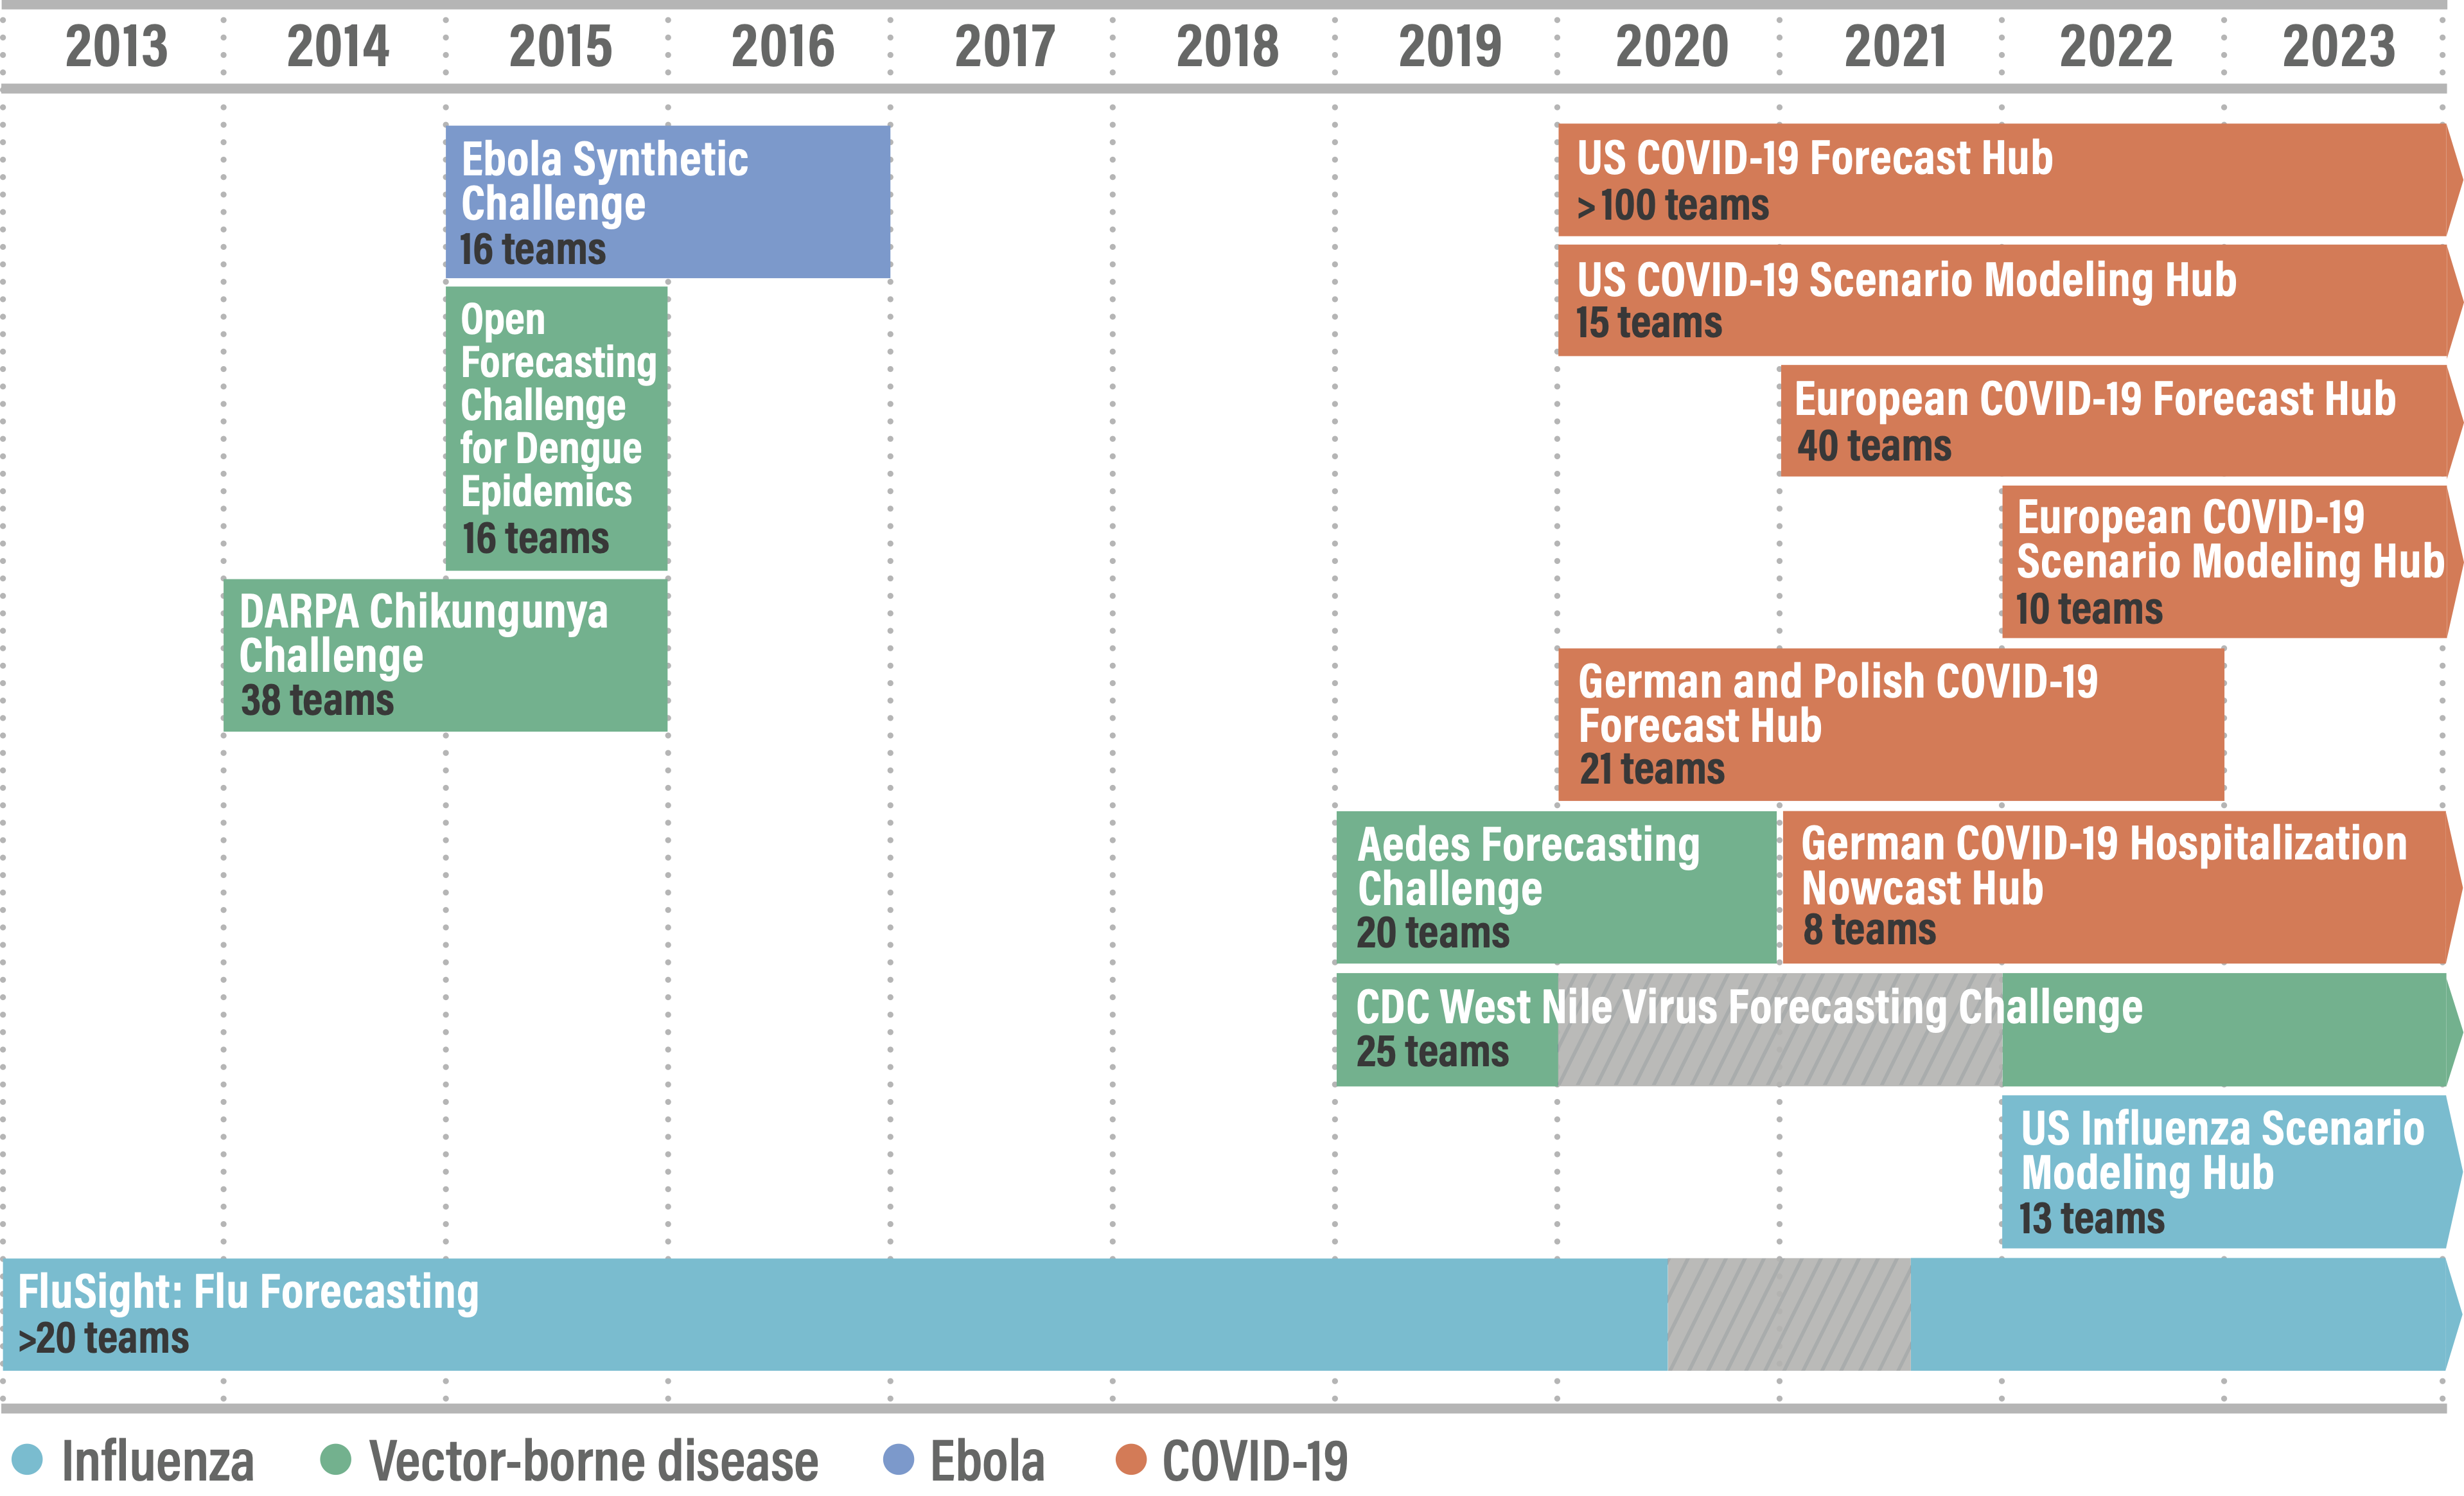 2013 2014 2015 2016 2017 2018 2019 2020 2021 2022 2023
Ebola Synthetic
Challenge
16 teams
Open
Forecasting
Challenge
for Dengue
Epidemics
16 teams
DARPA Chikungunya
Challenge
38 teams
US COVID-19 Forecast Hub
>100 teams
US COVID-19 Scenario Modeling Hub
15 teams
European COVID-19 Forecast Hub
40 teams
European COVID-19
Scenario Modeling Hub
10 teams
German and Polish COVID-19
Forecast Hub
21 teams
Aedes Forecasting
Challenge
20 teams
German COVID-19 Hospitalization
Nowcast Hub
8 teams
CDC West Nile Virus Forecasting Challenge
25 teams
US Influenza Scenario
Modeling Hub
13 teams
FluSight: Flu Forecasting
>20 teams
Influenza Vector-borne disease Ebola COVID-19